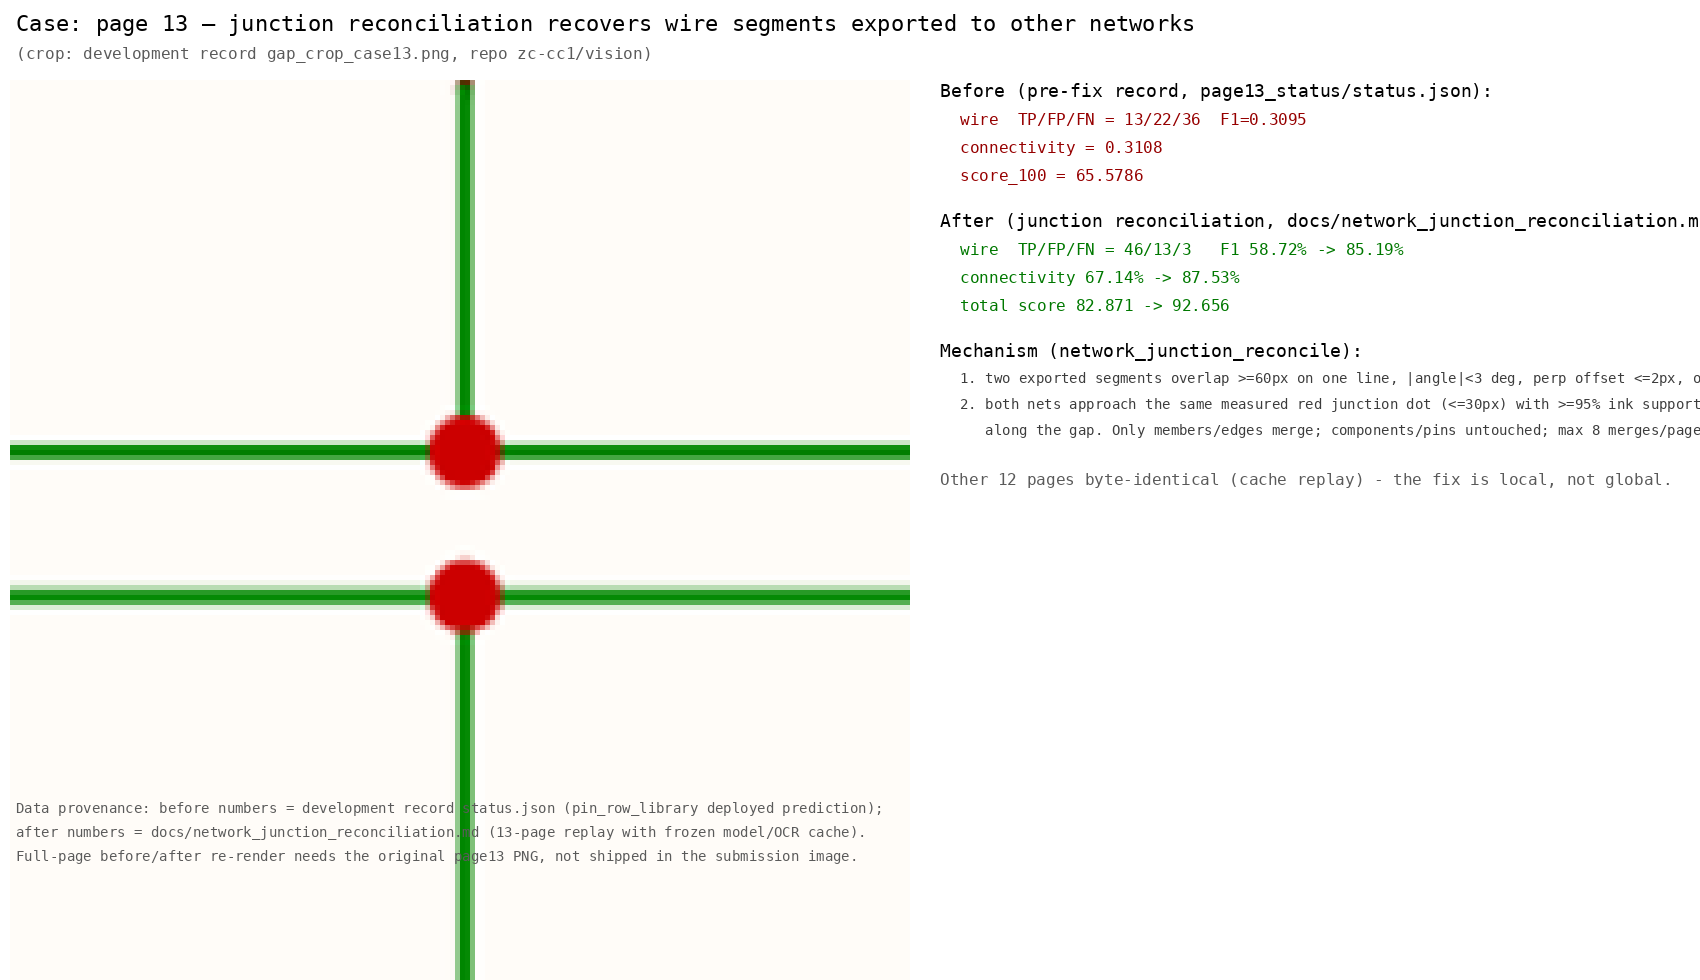 Case: page 13 — junction reconciliation recovers wire segments exported to other networks
(crop: development record gap_crop_case13.png, repo zc-cc1/vision)
Before (pre-fix record, page13_status/status.json):
wire  TP/FP/FN = 13/22/36  F1=0.3095
connectivity = 0.3108
score_100 = 65.5786
After (junction reconciliation, docs/network_junction_reconciliation.m
wire  TP/FP/FN = 46/13/3   F1 58.72% -> 85.19%
connectivity 67.14% -> 87.53%
total score 82.871 -> 92.656
Mechanism (network_junction_reconcile):
1. two exported segments overlap >=60px on one line, |angle|<3 deg, perp offset <=2px, o
2. both nets approach the same measured red junction dot (<=30px) with >=95% ink support
along the gap. Only members/edges merge; components/pins untouched; max 8 merges/page
Other 12 pages byte-identical (cache replay) - the fix is local, not global.
Data provenance: before numbers = development record status.json (pin_row_library deployed prediction);
after numbers = docs/network_junction_reconciliation.md (13-page replay with frozen model/OCR cache).
Full-page before/after re-render needs the original page13 PNG, not shipped in the submission image.